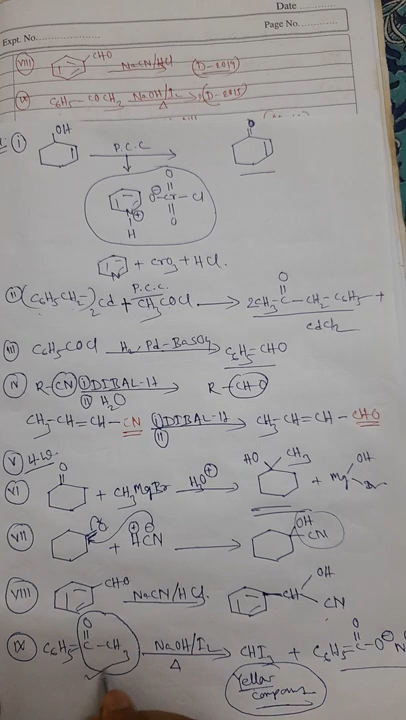 Date
Expt. No.
Page No.
(VIII) CHO NaCN/HCl (D-2014)
(IX) C6H5-COCH3 NaOH/I2 Δ (D-2015)
(i) OH P.C.C O
O ⊖O-Cr-Cl O
N⊕ H
N + CrO3 + HCl.
(II) (C6H5CH2-)2Cd + CH3COCl P.C.C. → 2CH3-C-CH2-C6H5 + O
CdCl2
(III) C6H5COCl H2, Pd-BaSO4 → C6H5-CHO
(IV) R-CN (i) DIBAL-H (ii) H2O → R-CHO
CH3-CH=CH-CN (i) DIBAL-H (ii) → CH3-CH=CH-CHO
(V) H.W.
(VI) O + CH3MgBr H3O⊕ → HO CH3 + Mg OH Br
(VII) O + H⊕ ⊖CN → OH CN
(VIII) CHO NaCN/HCl. → CH OH CN
(IX) C6H5-C-CH3 O NaOH/I2 Δ → CHI3 + C6H5-C-O⊖ O N
Yellow
compound